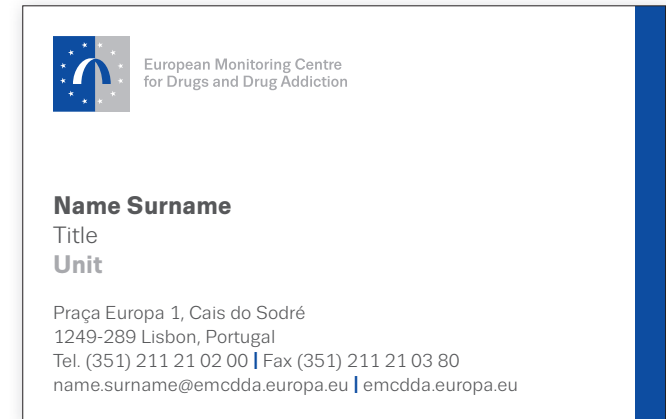 European Monitoring Centre
for Drugs and Drug Addiction
Name Surname
Title
Unit
Praça Europa 1, Cais do Sodré
1249-289 Lisbon, Portugal
Tel. (351) 211 21 02 00 | Fax (351) 211 21 03 80
name.surname@emcdda.europa.eu | emcdda.europa.eu